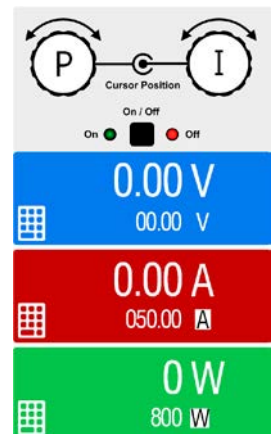 P
I
Cursor Position
On / Off
On
Off
0.00 V
00.00 V
0.00 A
050.00 A
0 W
800 W